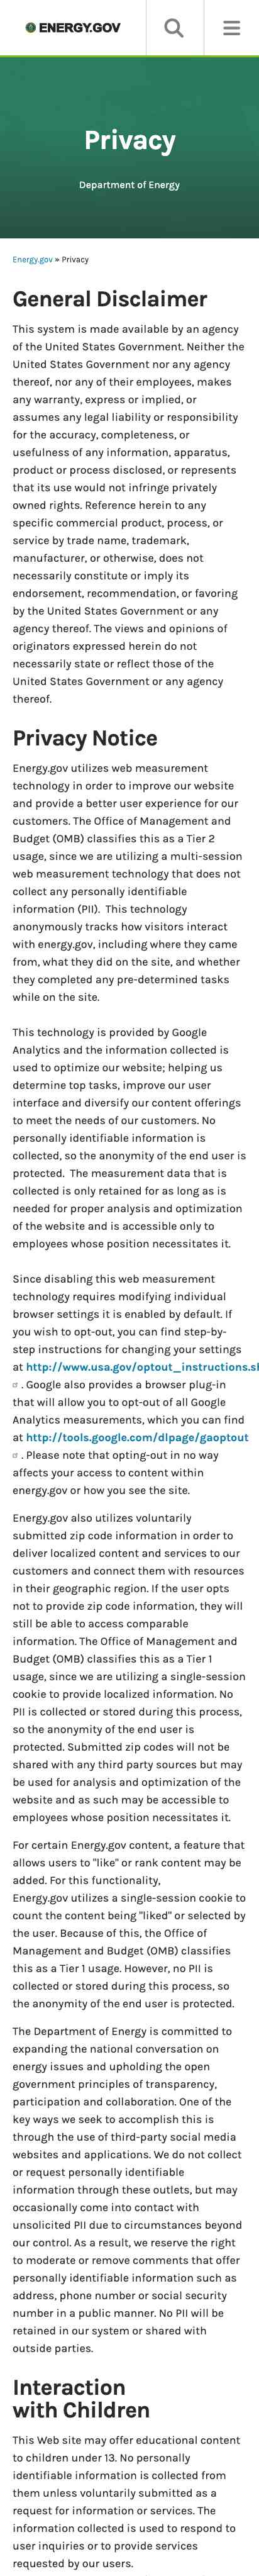 ENERGY.GOV
Privacy
Department of Energy
Energy.gov » Privacy
General Disclaimer
This system is made available by an agency
of the United States Government. Neither the
United States Government nor any agency
thereof, nor any of their employees, makes
any warranty, express or implied, or
assumes any legal liability or responsibility
for the accuracy, completeness, or
usefulness of any information, apparatus,
product or process disclosed, or represents
that its use would not infringe privately
owned rights. Reference herein to any
specific commercial product, process, or
service by trade name, trademark,
manufacturer, or otherwise, does not
necessarily constitute or imply its
endorsement, recommendation, or favoring
by the United States Government or any
agency thereof. The views and opinions of
originators expressed herein do not
necessarily state or reflect those of the
United States Government or any agency
thereof.
Privacy Notice
Energy.gov utilizes web measurement
technology in order to improve our website
and provide a better user experience for our
customers. The Office of Management and
Budget (OMB) classifies this as a Tier 2
usage, since we are utilizing a multi-session
web measurement technology that does not
collect any personally identifiable
information (PII).  This technology
anonymously tracks how visitors interact
with energy.gov, including where they came
from, what they did on the site, and whether
they completed any pre-determined tasks
while on the site.
This technology is provided by Google
Analytics and the information collected is
used to optimize our website; helping us
determine top tasks, improve our user
interface and diversify our content offerings
to meet the needs of our customers. No
personally identifiable information is
collected, so the anonymity of the end user is
protected.  The measurement data that is
collected is only retained for as long as is
needed for proper analysis and optimization
of the website and is accessible only to
employees whose position necessitates it.
Since disabling this web measurement
technology requires modifying individual
browser settings it is enabled by default. If
you wish to opt-out, you can find step-by-
step instructions for changing your settings
at http://www.usa.gov/optout_instructions.sh
. Google also provides a browser plug-in
that will allow you to opt-out of all Google
Analytics measurements, which you can find
at http://tools.google.com/dlpage/gaoptout
. Please note that opting-out in no way
affects your access to content within
energy.gov or how you see the site.
Energy.gov also utilizes voluntarily
submitted zip code information in order to
deliver localized content and services to our
customers and connect them with resources
in their geographic region. If the user opts
not to provide zip code information, they will
still be able to access comparable
information. The Office of Management and
Budget (OMB) classifies this as a Tier 1
usage, since we are utilizing a single-session
cookie to provide localized information. No
PII is collected or stored during this process,
so the anonymity of the end user is
protected. Submitted zip codes will not be
shared with any third party sources but may
be used for analysis and optimization of the
website and as such may be accessible to
employees whose position necessitates it.
For certain Energy.gov content, a feature that
allows users to "like" or rank content may be
added. For this functionality,
Energy.gov utilizes a single-session cookie to
count the content being "liked" or selected by
the user. Because of this, the Office of
Management and Budget (OMB) classifies
this as a Tier 1 usage. However, no PII is
collected or stored during this process, so
the anonymity of the end user is protected.
The Department of Energy is committed to
expanding the national conversation on
energy issues and upholding the open
government principles of transparency,
participation and collaboration. One of the
key ways we seek to accomplish this is
through the use of third-party social media
websites and applications. We do not collect
or request personally identifiable
information through these outlets, but may
occasionally come into contact with
unsolicited PII due to circumstances beyond
our control. As a result, we reserve the right
to moderate or remove comments that offer
personally identifiable information such as
address, phone number or social security
number in a public manner. No PII will be
retained in our system or shared with
outside parties.
Interaction
with Children
This Web site may offer educational content
to children under 13. No personally
identifiable information is collected from
them unless voluntarily submitted as a
request for information or services. The
information collected is used to respond to
user inquiries or to provide services
requested by our users.